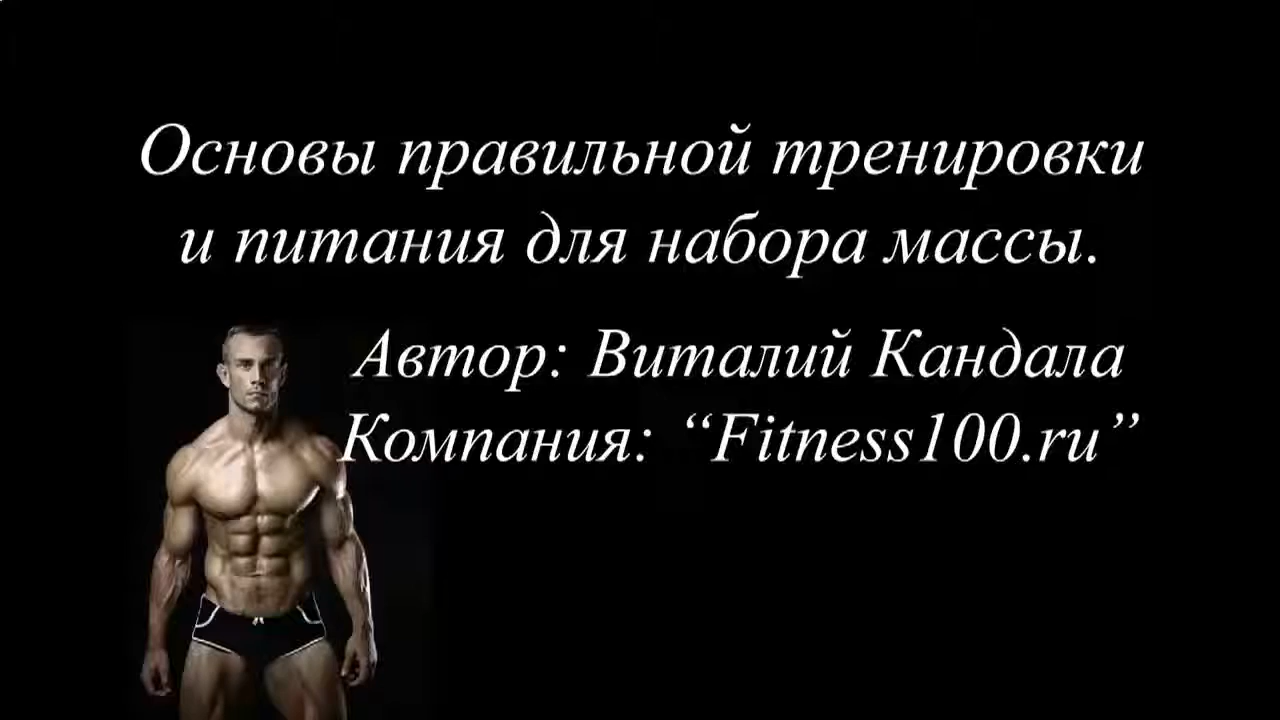 Основы правильной тренировки
и питания для набора массы.
Автор: Виталий Кандала
Компания: “Fitness100.ru”